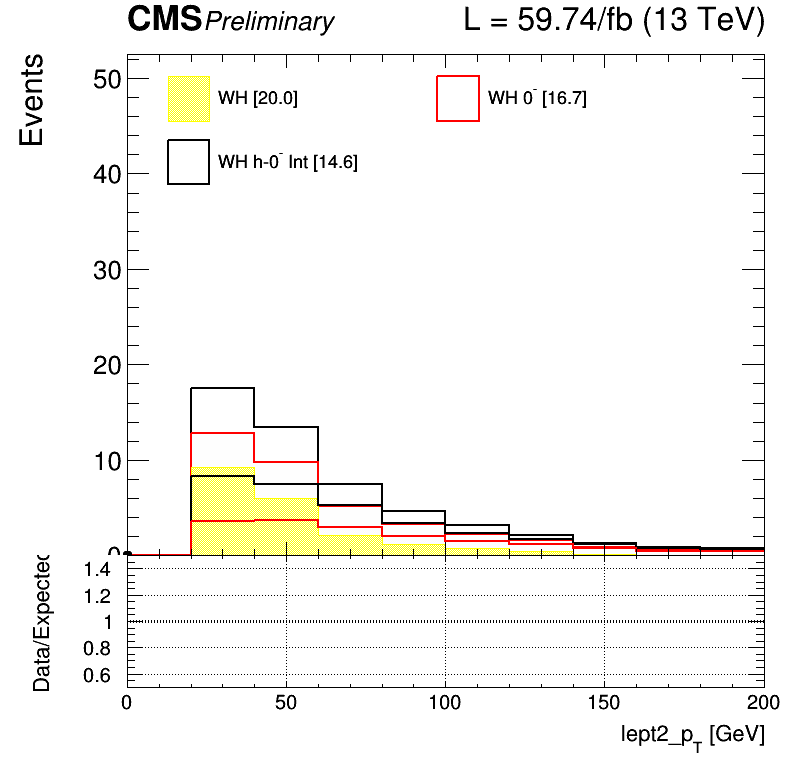 CMS Preliminary L = 59.74/fb (13 TeV)
Events
50
40
30
20
10
0
WH [20.0]
WH 0⁻ [16.7]
WH h-0⁻ Int [14.6]
Data/Expected
1.4
1.2
1
0.8
0.6
0 50 100 150 200
lept2_p_T [GeV]